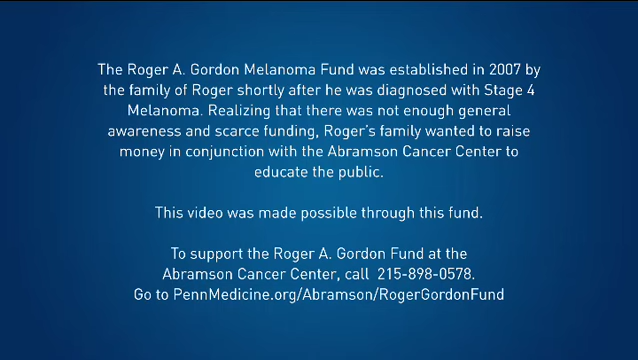 The Roger A. Gordon Melanoma Fund was established in 2007 by
the family of Roger shortly after he was diagnosed with Stage 4
Melanoma. Realizing that there was not enough general
awareness and scarce funding, Roger's family wanted to raise
money in conjunction with the Abramson Cancer Center to
educate the public.
This video was made possible through this fund.
To support the Roger A. Gordon Fund at the
Abramson Cancer Center, call 215-898-0578.
Go to PennMedicine.org/Abramson/RogerGordonFund